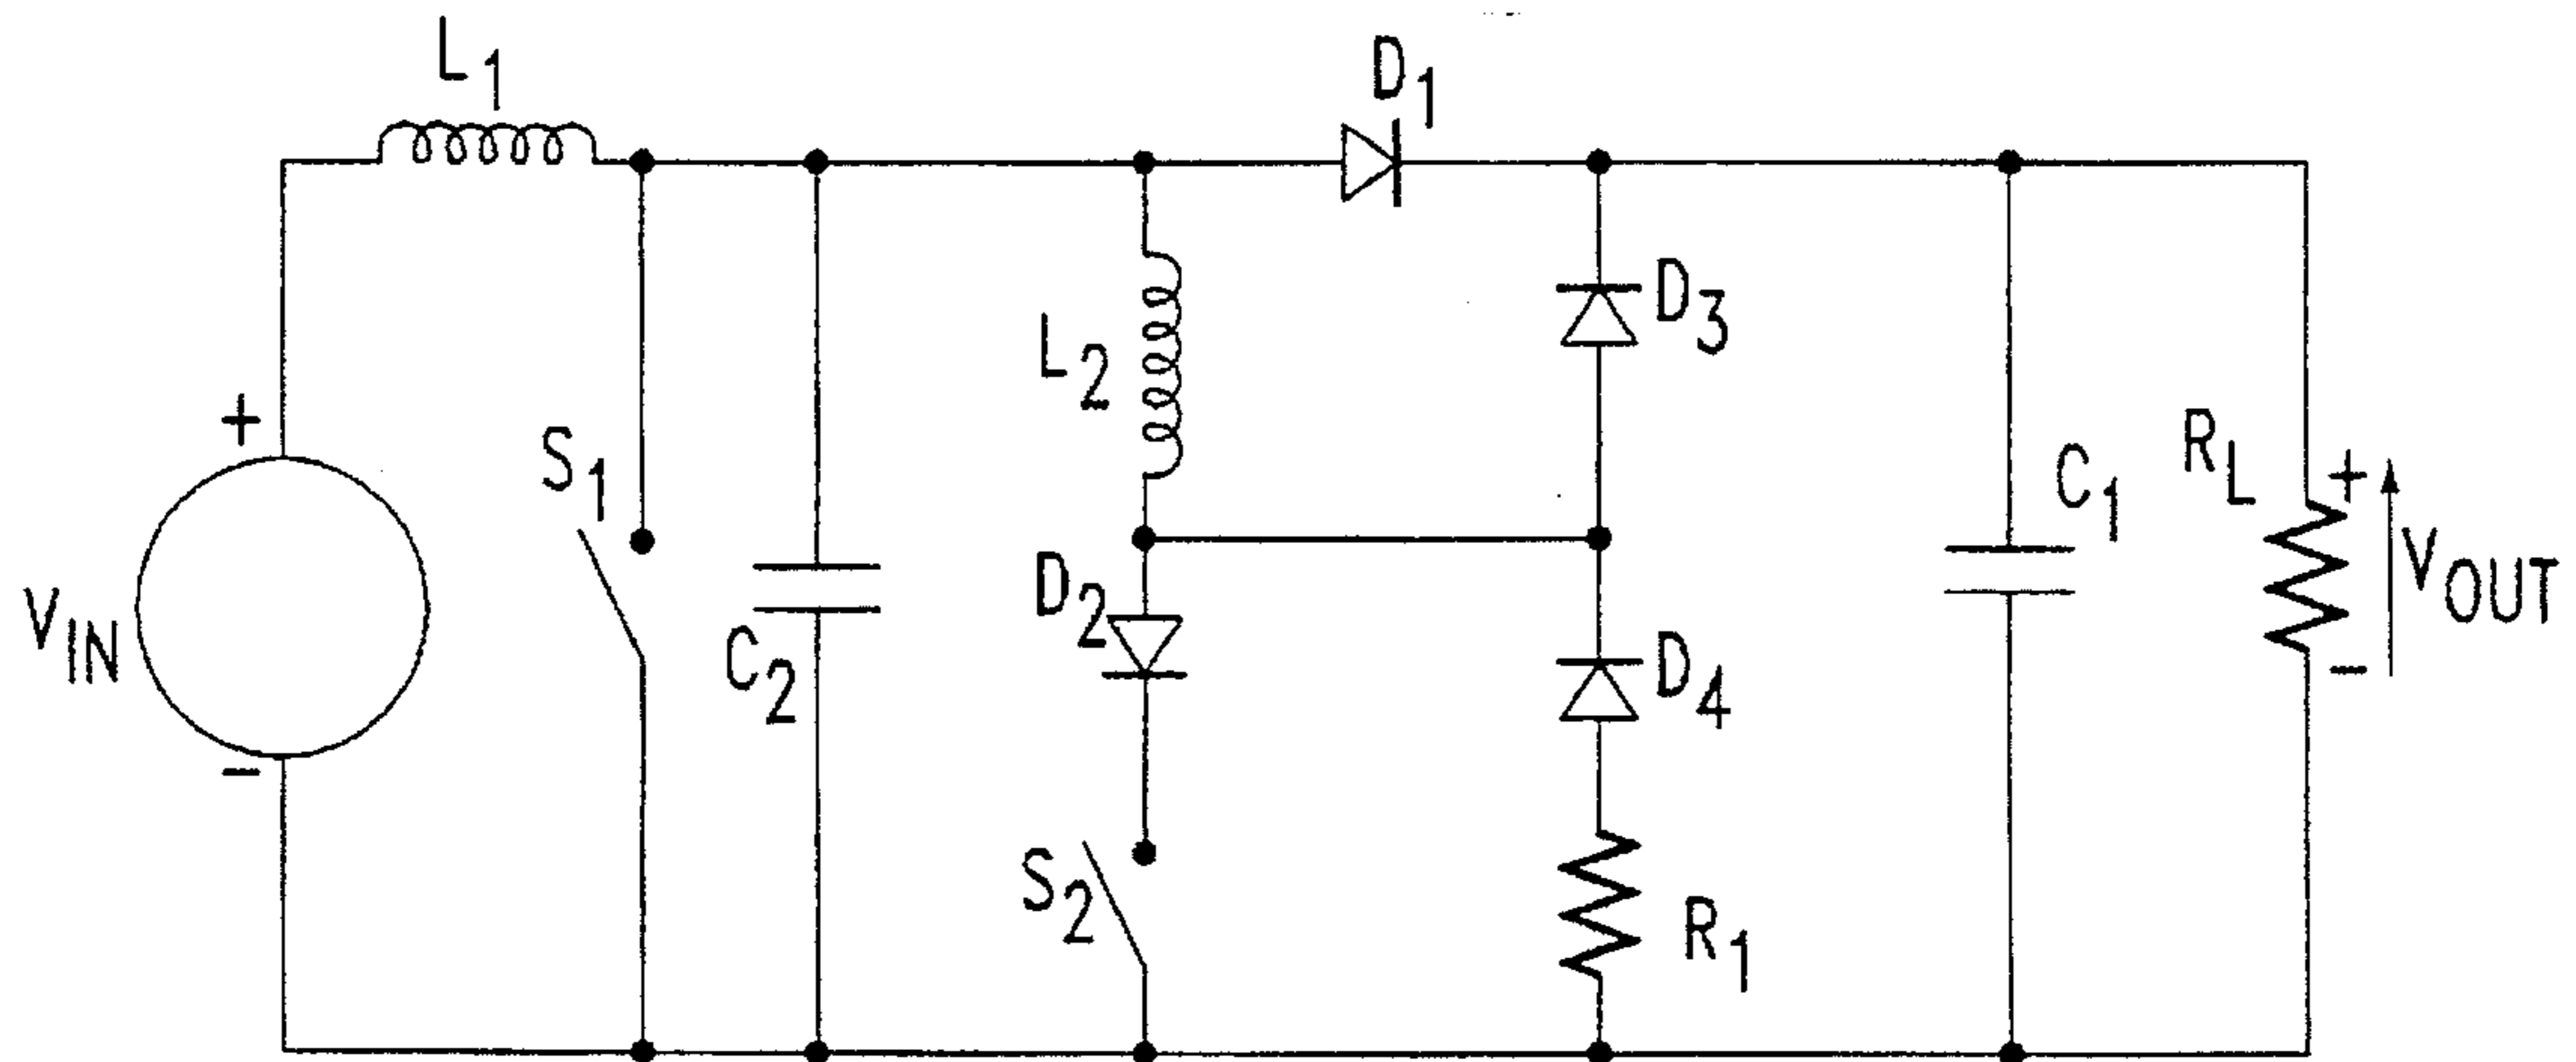 L1
D1
D3
L2
+
S1
RL
+
C1
VIN
D2
VOUT
C2
D4
-
-
S2
R1